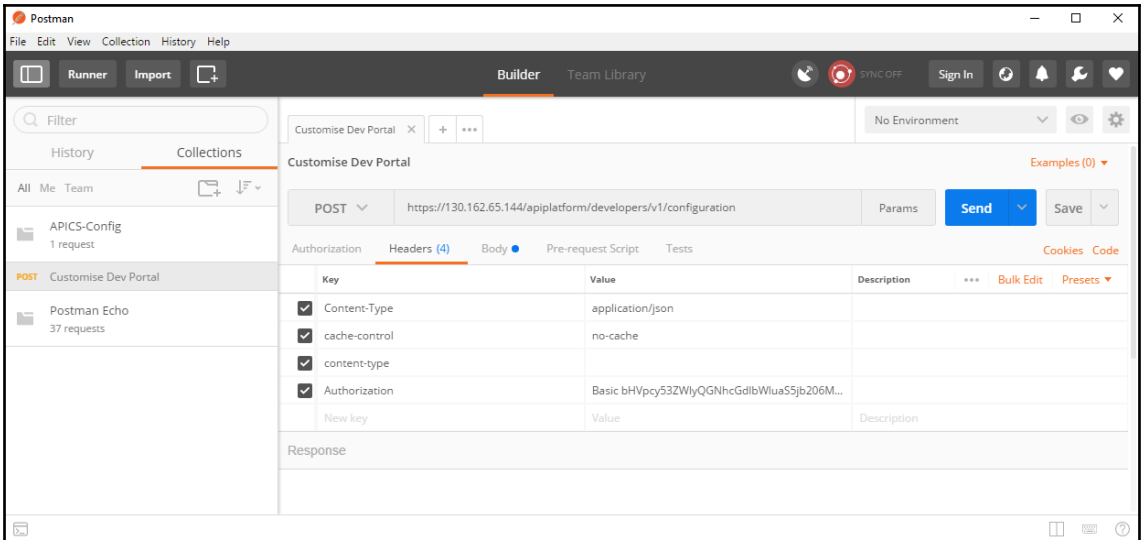 Postman
File Edit View Collection History Help
Runner Import Builder Team Library SYNC OFF Sign In
Filter
History Collections
All Me Team
APICS-Config
1 request
POST Customise Dev Portal
Postman Echo
37 requests
Customise Dev Portal No Environment
Customise Dev Portal Examples (0)
POST https://130.162.65.144/apiplatform/developers/v1/configuration Params Send Save
Authorization Headers (4) Body Pre-request Script Tests Cookies Code
Key Value Description Bulk Edit Presets
Content-Type application/json
cache-control no-cache
content-type
Authorization
New key Value Description
Response